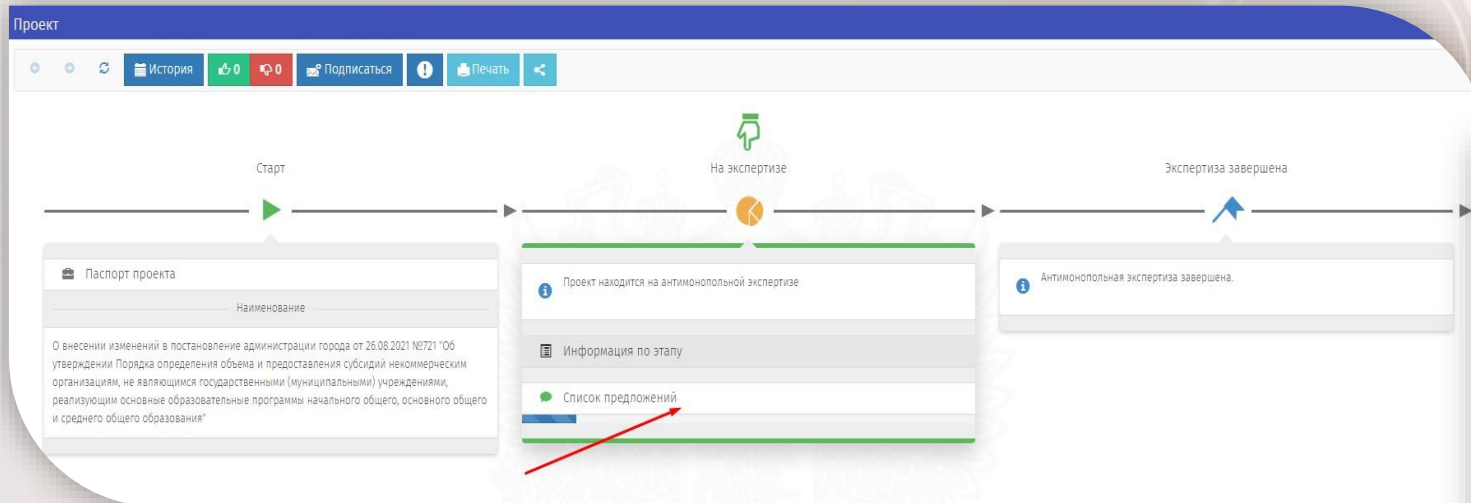 Проект
История 0 0 Подписаться Печать
Старт
На экспертизе
Экспертиза завершена
Паспорт проекта
Наименование
О внесении изменений в постановление администрации города от 26.08.2021 №721 "Об
утверждении Порядка определения объема и предоставления субсидий некоммерческим
организациям, не являющимся государственными (муниципальными) учреждениями,
реализующим основные образовательные программы начального общего, основного общего
и среднего общего образования"
Проект находится на антимонопольной экспертизе
Информация по этапу
Список предложений
Антимонопольная экспертиза завершена.